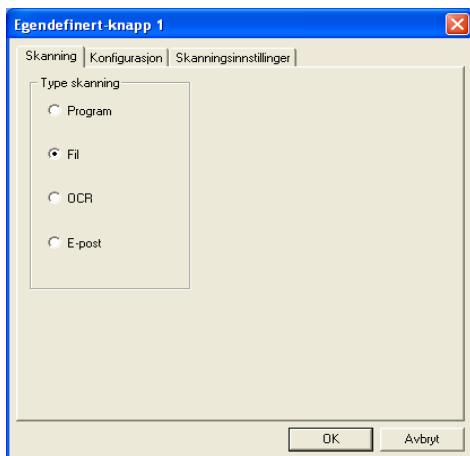 Egendefinert-knapp 1
Skanning Konfigurasjon Skanningsinnstillinger
Type skanning
Program
Fil
OCR
E-post
OK Avbryt